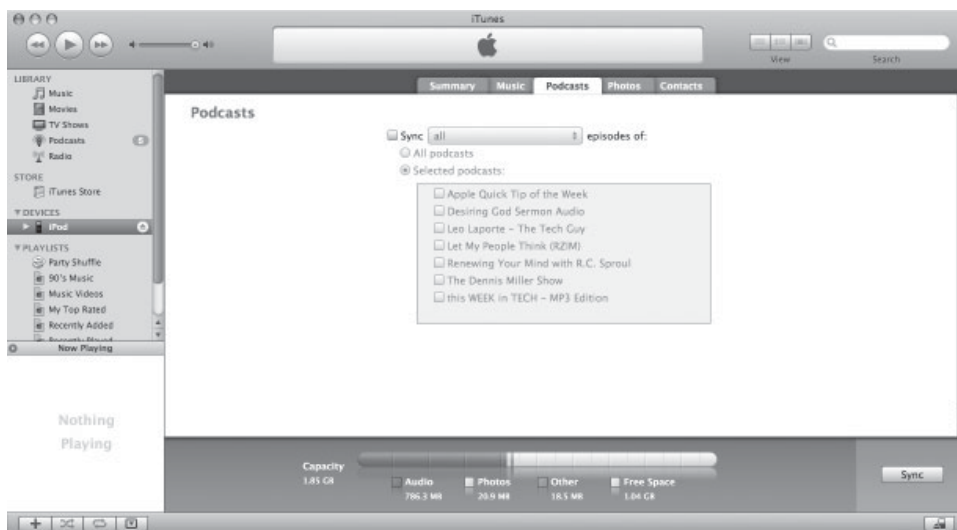 iTunes
View
Search
LIBRARY
Music
Movies
TV Shows
Podcasts
Radio
STORE
iTunes Store
DEVICES
iPod
PLAYLISTS
Party Shuffle
90's Music
Music Videos
My Top Rated
Recently Added
Recently Played
Now Playing
Nothing
Playing
Summary Music Podcasts Photos Contacts
Podcasts
Sync all episodes of:
All podcasts
Selected podcasts:
Apple Quick Tip of the Week
Desiring God Sermon Audio
Leo Laporte – The Tech Guy
Let My People Think (RZIM)
Renewing Your Mind with R.C. Sproul
The Dennis Miller Show
this WEEK in TECH – MP3 Edition
Capacity
1.85 GB
Audio
786.3 MB
Photos
20.9 MB
Other
18.5 MB
Free Space
1.04 GB
Sync